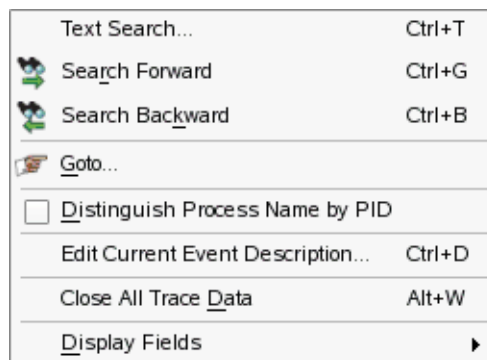 Text Search... Ctrl+T
Search Forward Ctrl+G
Search Backward Ctrl+B
Goto...
Distinguish Process Name by PID
Edit Current Event Description... Ctrl+D
Close All Trace Data Alt+W
Display Fields